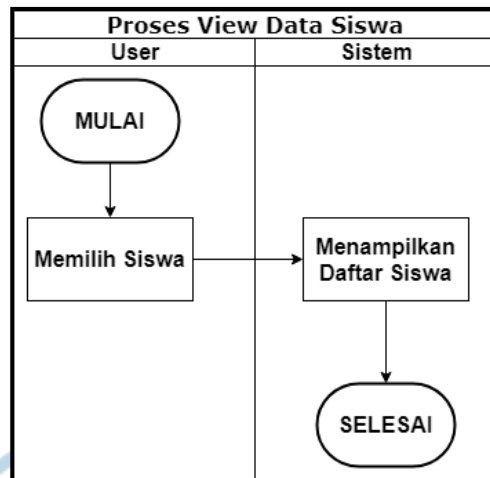 Proses View Data Siswa
User
Sistem
MULAI
Memilih Siswa
Menampilkan
Daftar Siswa
SELESAI